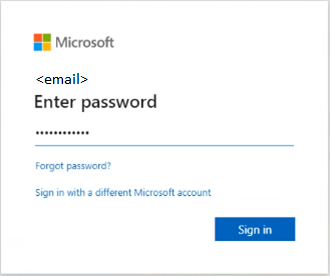 Microsoft
<email>
Enter password
••••••••••••
Forgot password?
Sign in with a different Microsoft account
Sign in